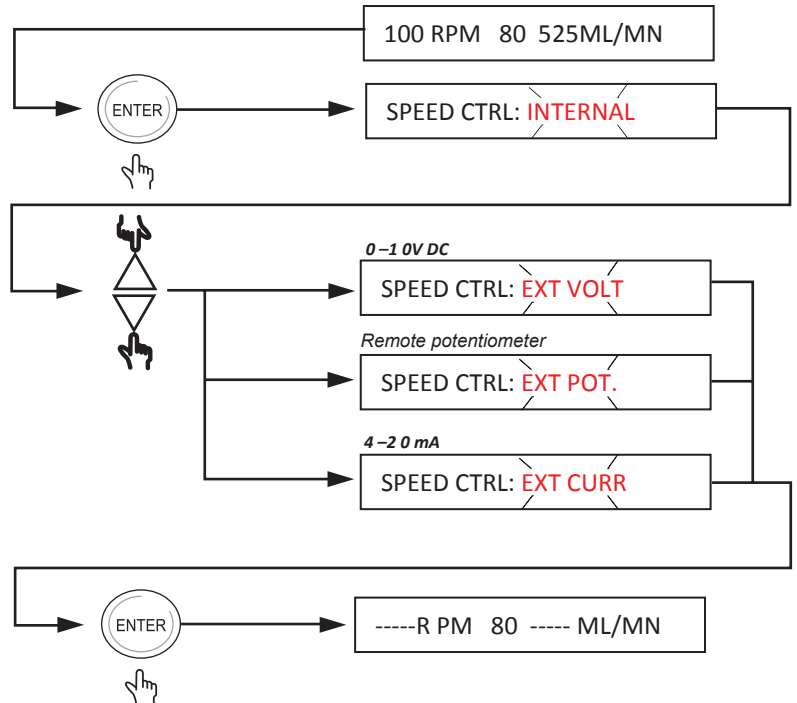 100 RPM 80 525ML/MN
ENTER
SPEED CTRL: INTERNAL
0 –1 0V DC
SPEED CTRL: EXT VOLT
Remote potentiometer
SPEED CTRL: EXT POT.
4 –2 0 mA
SPEED CTRL: EXT CURR
ENTER
-----R PM 80 ----- ML/MN